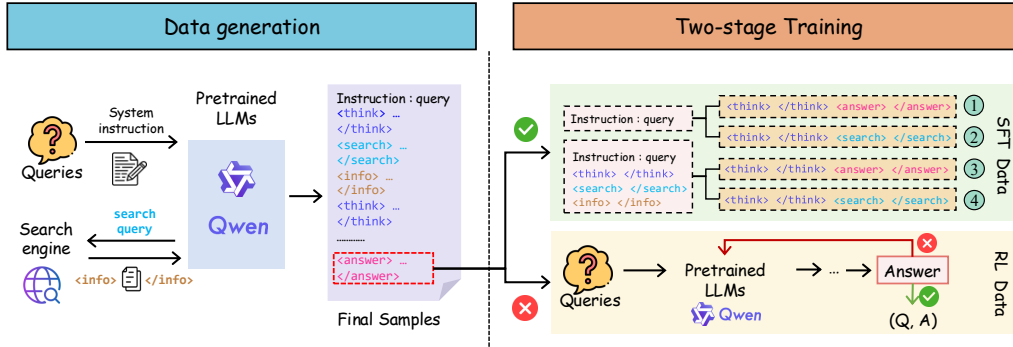 Data generation
Two-stage Training
Queries
System
instruction
Pretrained
LLMs
Qwen
Search
engine
search
query
<info> </info>
Instruction : query
<think> …
</think>
<search> …
</search>
<info> …
</info>
<think> …
</think>
…………
<answer> …
</answer>
Final Samples
Instruction : query
<think> </think> <answer> </answer> 1
<think> </think> <search> </search> 2
Instruction : query
<think> </think>
<search> </search>
<info> </info>
<think> </think> <answer> </answer> 3
<think> </think> <search> </search> 4
SFT Data
Queries
Pretrained
LLMs
Qwen
…
Answer
(Q, A)
RL Data